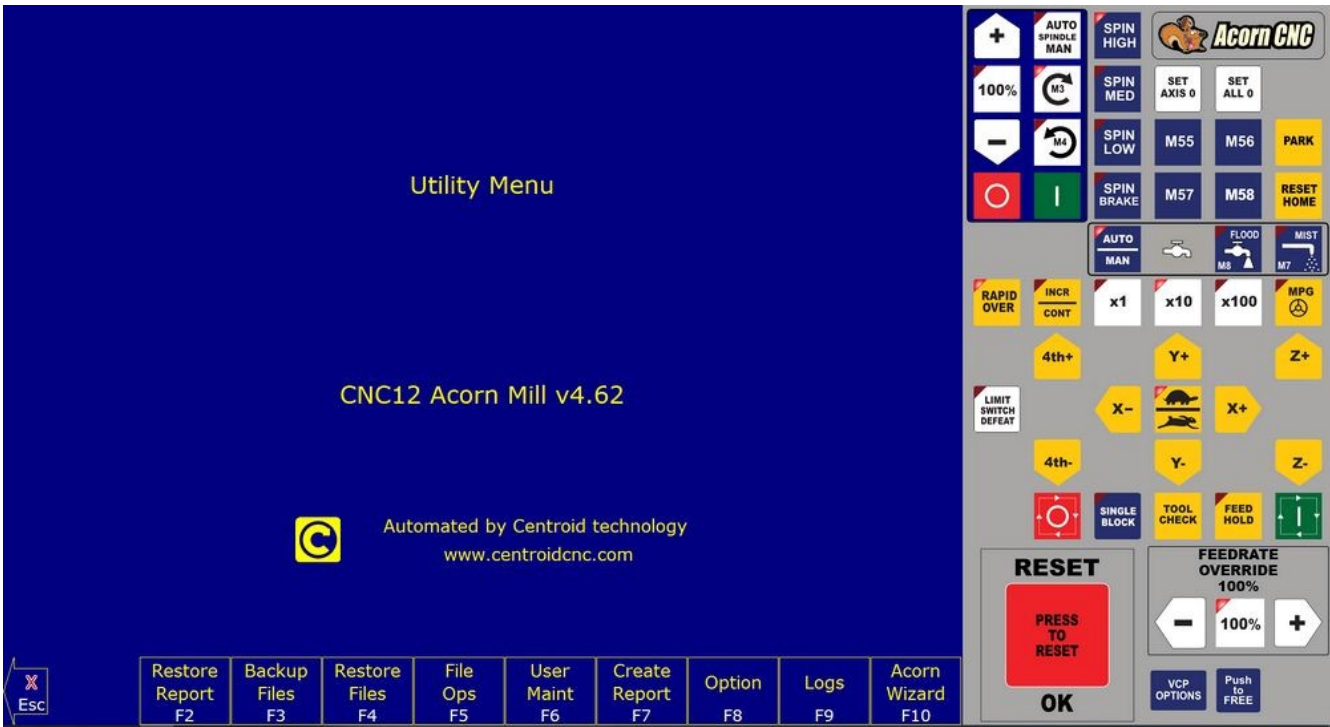 Utility Menu
CNC12 Acorn Mill v4.62
C
Automated by Centroid technology
www.centroidcnc.com
X
Esc
Restore
Report
F2
Backup
Files
F3
Restore
Files
F4
File
Ops
F5
User
Maint
F6
Create
Report
F7
Option
F8
Logs
F9
Acorn
Wizard
F10
+
AUTO
SPINDLE
MAN
SPIN
HIGH
Acorn CNC
100%
M3
SPIN
MED
SET
AXIS 0
SET
ALL 0
−
M4
SPIN
LOW
M55
M56
PARK
SPIN
BRAKE
M57
M58
RESET
HOME
AUTO
MAN
FLOOD
M8
MIST
M7
RAPID
OVER
INCR
CONT
x1
x10
x100
MPG
4th+
Y+
Z+
LIMIT
SWITCH
DEFEAT
X-
X+
4th-
Y-
Z-
SINGLE
BLOCK
TOOL
CHECK
FEED
HOLD
RESET
PRESS
TO
RESET
OK
FEEDRATE
OVERRIDE
100%
−
100%
+
VCP
OPTIONS
Push
to
FREE